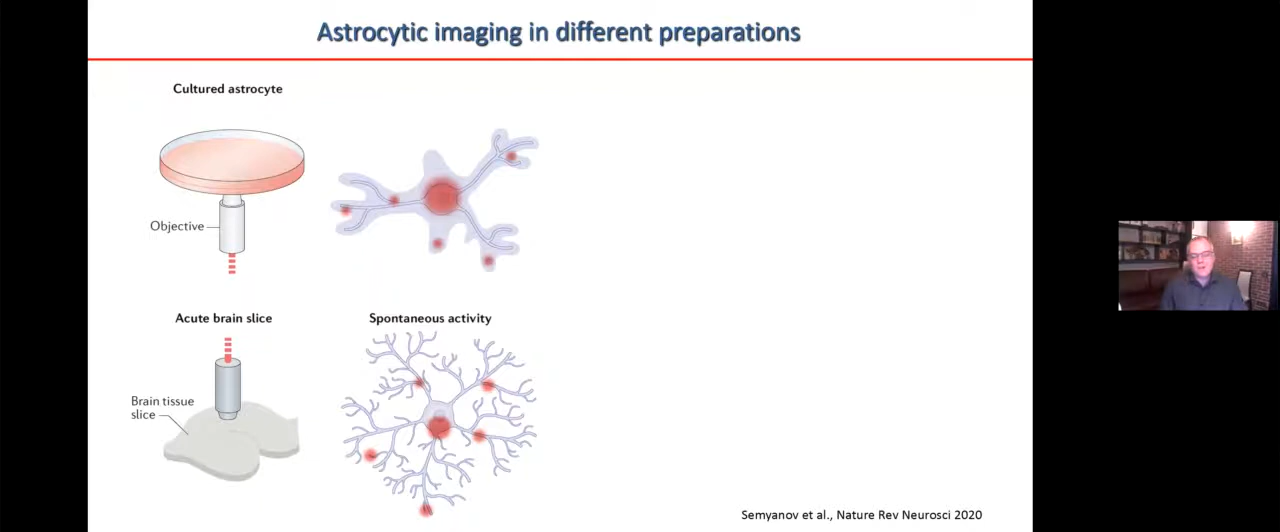 Astrocytic imaging in different preparations
Cultured astrocyte
Objective
Acute brain slice
Spontaneous activity
Brain tissue
slice
Semyanov et al., Nature Rev Neurosci 2020